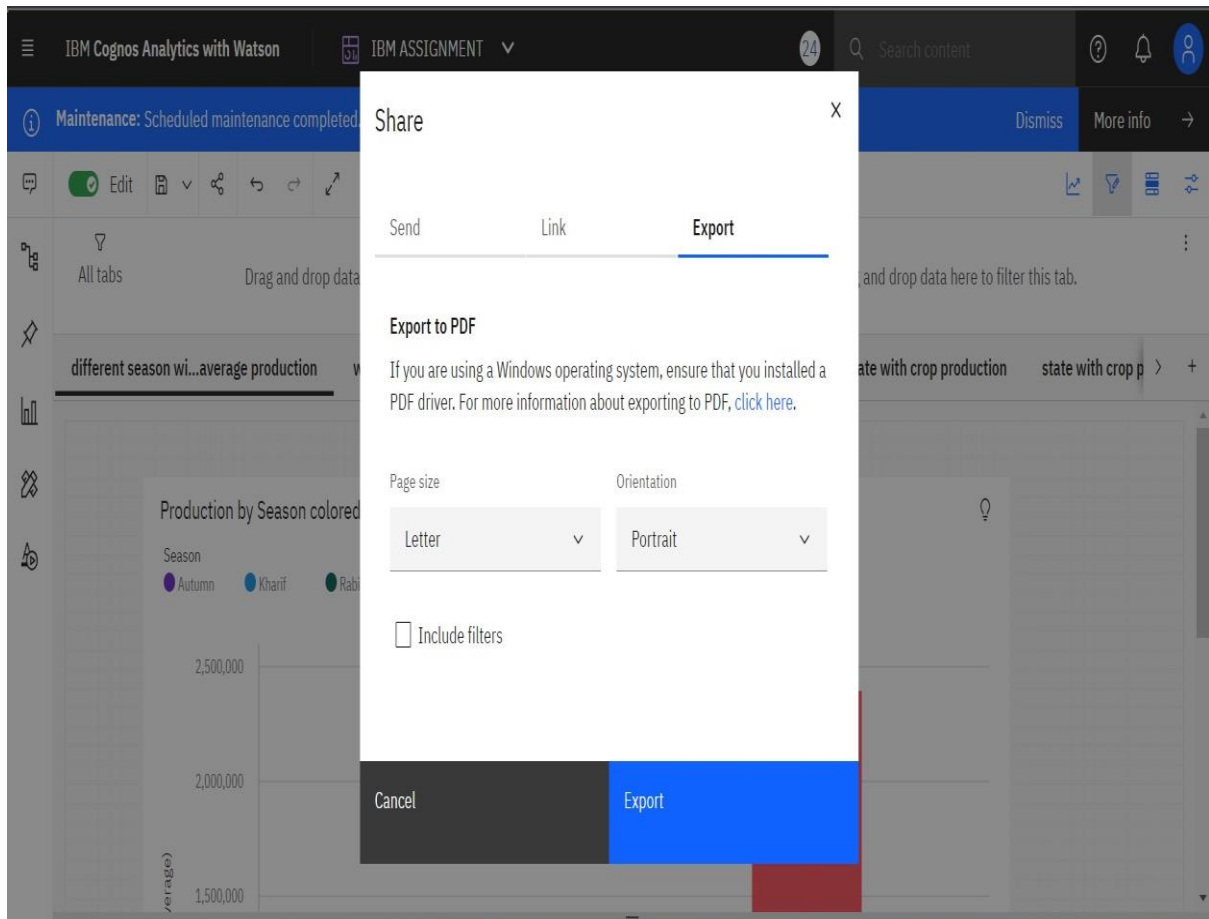 IBM Cognos Analytics with Watson
IBM ASSIGNMENT
24
Search content
Maintenance: Scheduled maintenance completed.
Dismiss
More info
Edit
Share
X
Send
Link
Export
All tabs
Drag and drop data
and drop data here to filter this tab.
different season wi...average production
w
ate with crop production
state with crop p
Export to PDF
If you are using a Windows operating system, ensure that you installed a
PDF driver. For more information about exporting to PDF, click here.
Page size
Orientation
Letter
Portrait
Include filters
Cancel
Export
Production by Season colored
Season
Autumn
Kharif
Rabi
2,500,000
2,000,000
1,500,000
verage)